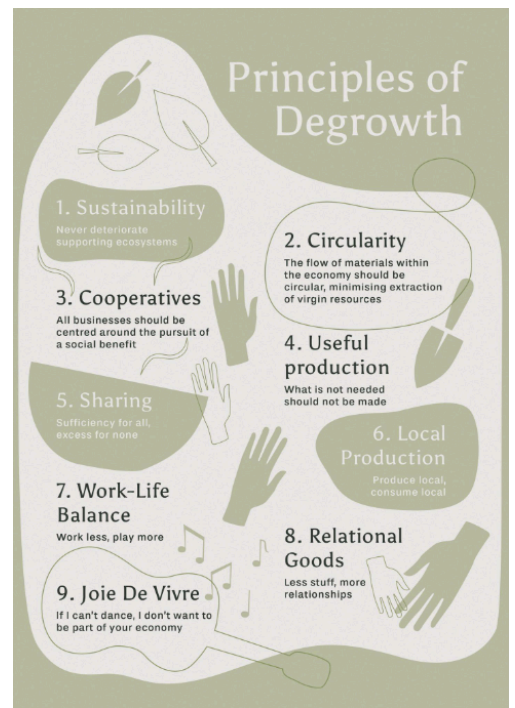 Principles of
Degrowth
1. Sustainability
Never deteriorate
supporting ecosystems
2. Circularity
The flow of materials within
the economy should be
circular, minimising extraction
of virgin resources
3. Cooperatives
All businesses should be
centred around the pursuit of
a social benefit
4. Useful
production
What is not needed
should not be made
5. Sharing
Sufficiency for all,
excess for none
6. Local
Production
Produce local,
consume local
7. Work-Life
Balance
Work less, play more
8. Relational
Goods
Less stuff, more
relationships
9. Joie De Vivre
If I can't dance, I don't want to
be part of your economy